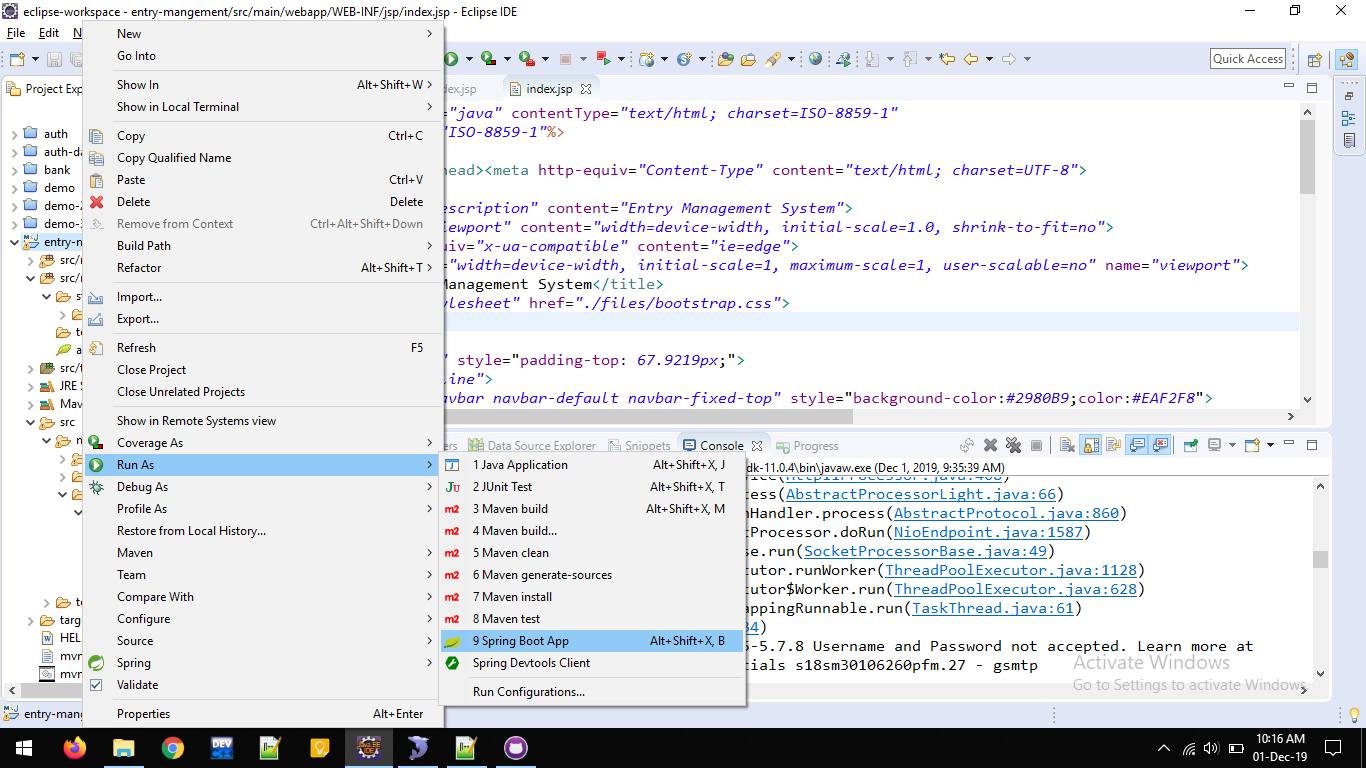 eclipse-workspace - entry-mangement/src/main/webapp/WEB-INF/jsp/index.jsp - Eclipse IDE
File Edit
Quick Access
Project Exp
index.jsp
auth
auth-da
bank
demo
demo-2
demo-3
entry-m
src/m
src/m
src/t
JRE S
Mav
src
targe
HEL
mvn
mvn
entry-mang
New
Go Into
Show In Alt+Shift+W
Show in Local Terminal
Copy Ctrl+C
Copy Qualified Name
Paste Ctrl+V
Delete Delete
Remove from Context Ctrl+Alt+Shift+Down
Build Path
Refactor Alt+Shift+T
Import...
Export...
Refresh F5
Close Project
Close Unrelated Projects
Show in Remote Systems view
Coverage As
Run As
Debug As
Profile As
Restore from Local History...
Maven
Team
Compare With
Configure
Source
Spring
Validate
Properties Alt+Enter
1 Java Application Alt+Shift+X, J
2 JUnit Test Alt+Shift+X, T
3 Maven build Alt+Shift+X, M
4 Maven build...
5 Maven clean
6 Maven generate-sources
7 Maven install
8 Maven test
9 Spring Boot App Alt+Shift+X, B
Spring Devtools Client
Run Configurations...
="java" contentType="text/html; charset=ISO-8859-1"
"ISO-8859-1"%>
head><meta http-equiv="Content-Type" content="text/html; charset=UTF-8">
escription" content="Entry Management System">
iewport" content="width=device-width, initial-scale=1.0, shrink-to-fit=no">
uiv="x-ua-compatible" content="ie=edge">
="width=device-width, initial-scale=1, maximum-scale=1, user-scalable=no" name="viewport">
Management System</title>
ylesheet" href="./files/bootstrap.css">
" style="padding-top: 67.9219px;">
line">
avbar navbar-default navbar-fixed-top" style="background-color:#2980B9;color:#EAF2F8">
ers Data Source Explorer Snippets Console Progress
dk-11.0.4\bin\javaw.exe (Dec 1, 2019, 9:35:39 AM)
vice(Http11Processor.java:408)
cess(AbstractProcessorLight.java:66)
nHandler.process(AbstractProtocol.java:860)
tProcessor.doRun(NioEndpoint.java:1587)
se.run(SocketProcessorBase.java:49)
cutor.runWorker(ThreadPoolExecutor.java:1128)
cutor$Worker.run(ThreadPoolExecutor.java:628)
appingRunnable.run(TaskThread.java:61)
34)
5-5.7.8 Username and Password not accepted. Learn more at
tials s18sm30106260pfm.27 - gsmtp
Activate Windows
Go to Settings to activate Windows.
10:16 AM
01-Dec-19